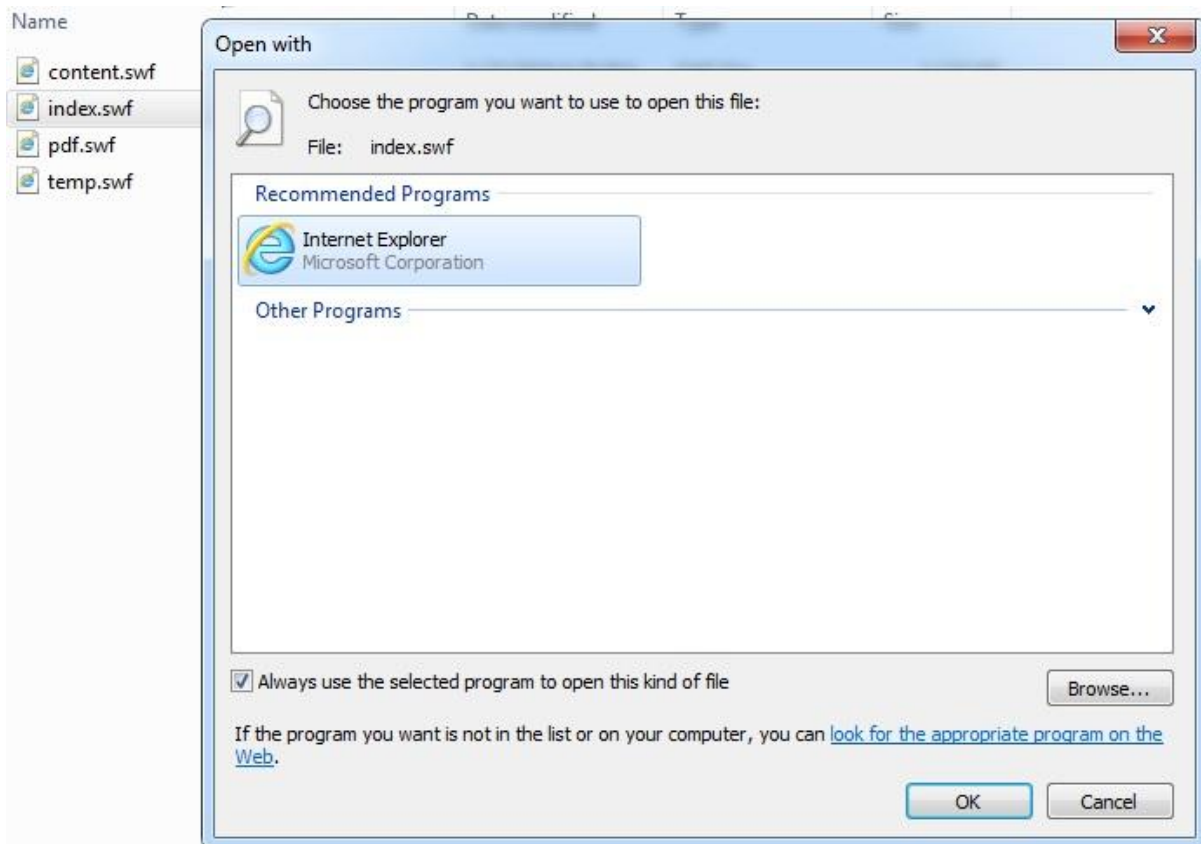 Name
content.swf
index.swf
pdf.swf
temp.swf
Open with
Choose the program you want to use to open this file:
File: index.swf
Recommended Programs
Internet Explorer
Microsoft Corporation
Other Programs
Always use the selected program to open this kind of file
Browse...
If the program you want is not in the list or on your computer, you can look for the appropriate program on the
Web.
OK
Cancel